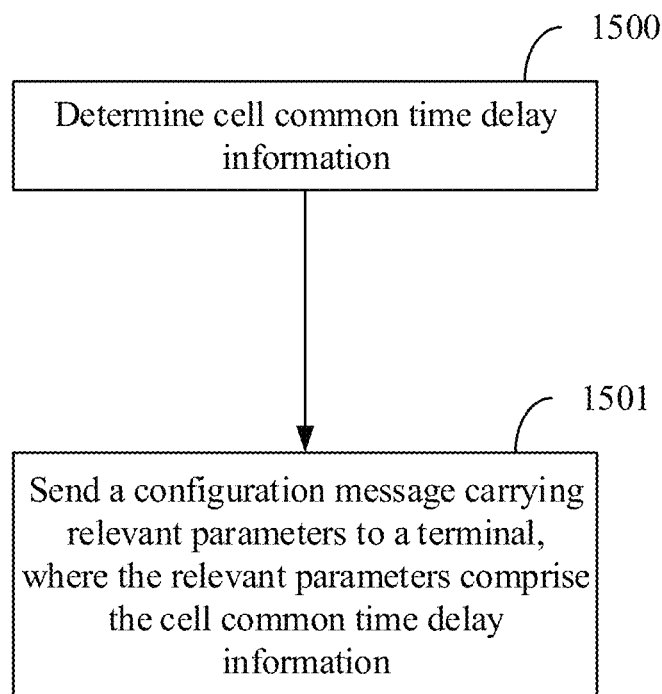 1500
Determine cell common time delay
information
1501
Send a configuration message carrying
relevant parameters to a terminal,
where the relevant parameters comprise
the cell common time delay
information